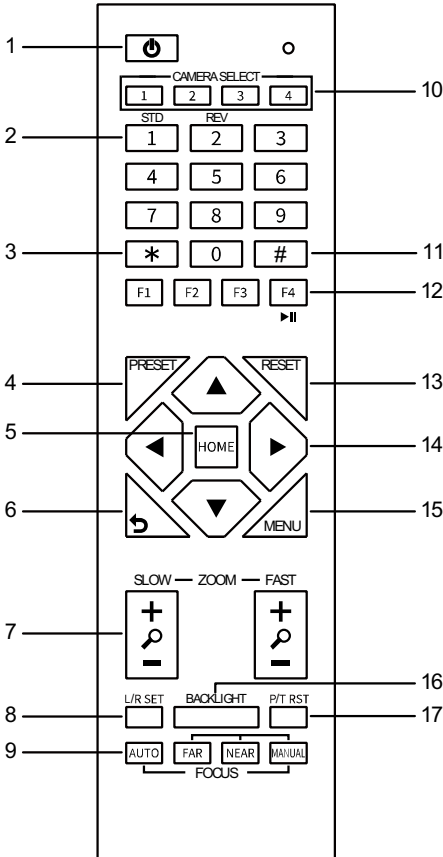 1
CAMERA SELECT
1 2 3 4
10
STD REV
2
1 2 3
4 5 6
7 8 9
3
* 0 #
11
F1 F2 F3 F4
12
PRESET RESET
4
13
5
HOME
14
6
MENU
15
SLOW ZOOM FAST
+ +
7
- -
16
L/R SET BACKLIGHT P/T RST
8
17
9
AUTO FAR NEAR MANUAL
FOCUS